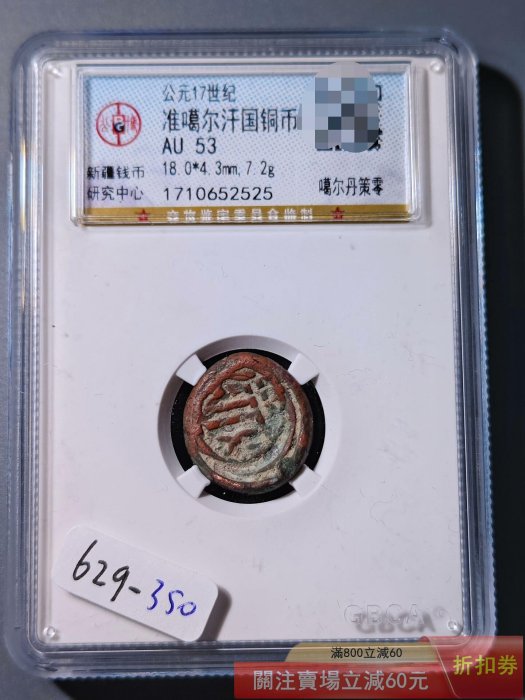 公元17世纪
准噶尔汗国铜币
AU 53
新疆钱币
18.0*4.3mm,7.2g
研究中心
1710652525
噶尔丹策零
629-350
GBCA
滿800立減60
關注賣場立減60元
折扣券